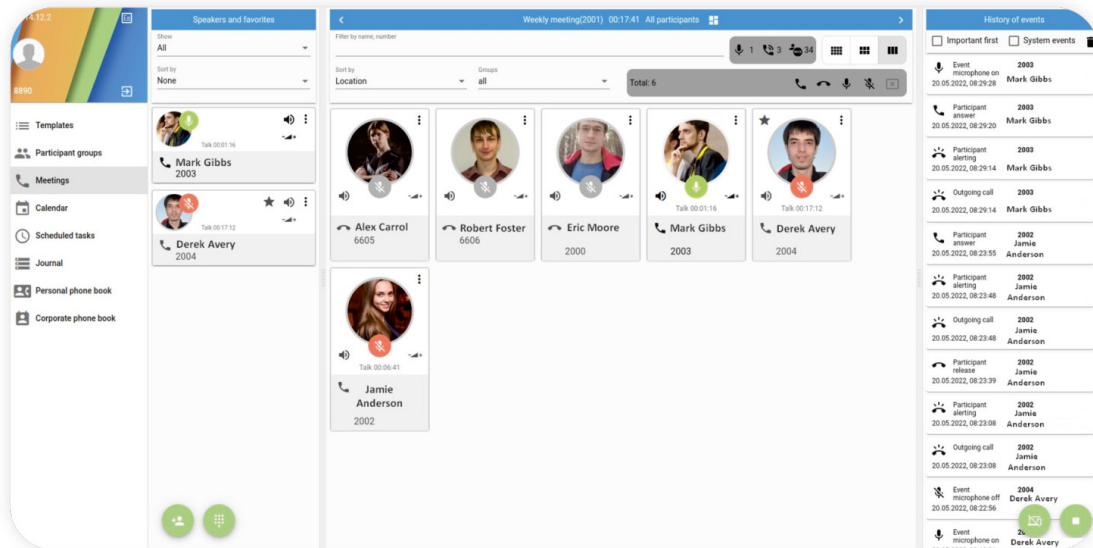 14.12.2
8890
Templates
Participant groups
Meetings
Calendar
Scheduled tasks
Journal
Personal phone book
Corporate phone book
Speakers and favorites
Show
All
Sort by
None
Talk 00:01:16
Mark Gibbs
2003
Talk 00:17:12
Derek Avery
2004
Weekly meeting(2001) 00:17:41 All participants
Filter by name, number
1 3 34
Sort by
Location
Groups
all
Total: 6
Alex Carrol
6605
Robert Foster
6606
Eric Moore
2000
Talk 00:01:16
Mark Gibbs
2003
Talk 00:17:12
Derek Avery
2004
Talk 00:06:41
Jamie
Anderson
2002
History of events
Important first System events
Event 2003
microphone on Mark Gibbs
20.05.2022, 08:29:28
Participant 2003
answer Mark Gibbs
20.05.2022, 08:29:20
Participant 2003
alerting
20.05.2022, 08:29:14 Mark Gibbs
Outgoing call 2003
20.05.2022, 08:29:14 Mark Gibbs
Participant 2002
answer Jamie
20.05.2022, 08:23:55 Anderson
Participant 2002
alerting Jamie
20.05.2022, 08:23:48 Anderson
Outgoing call 2002
Jamie
20.05.2022, 08:23:48 Anderson
Participant 2002
release Jamie
20.05.2022, 08:23:39 Anderson
Participant 2002
alerting Jamie
20.05.2022, 08:23:08 Anderson
Outgoing call 2002
Jamie
20.05.2022, 08:23:08 Anderson
Event 2004
microphone off Derek Avery
20.05.2022, 08:22:56
Event
microphone on Derek Avery